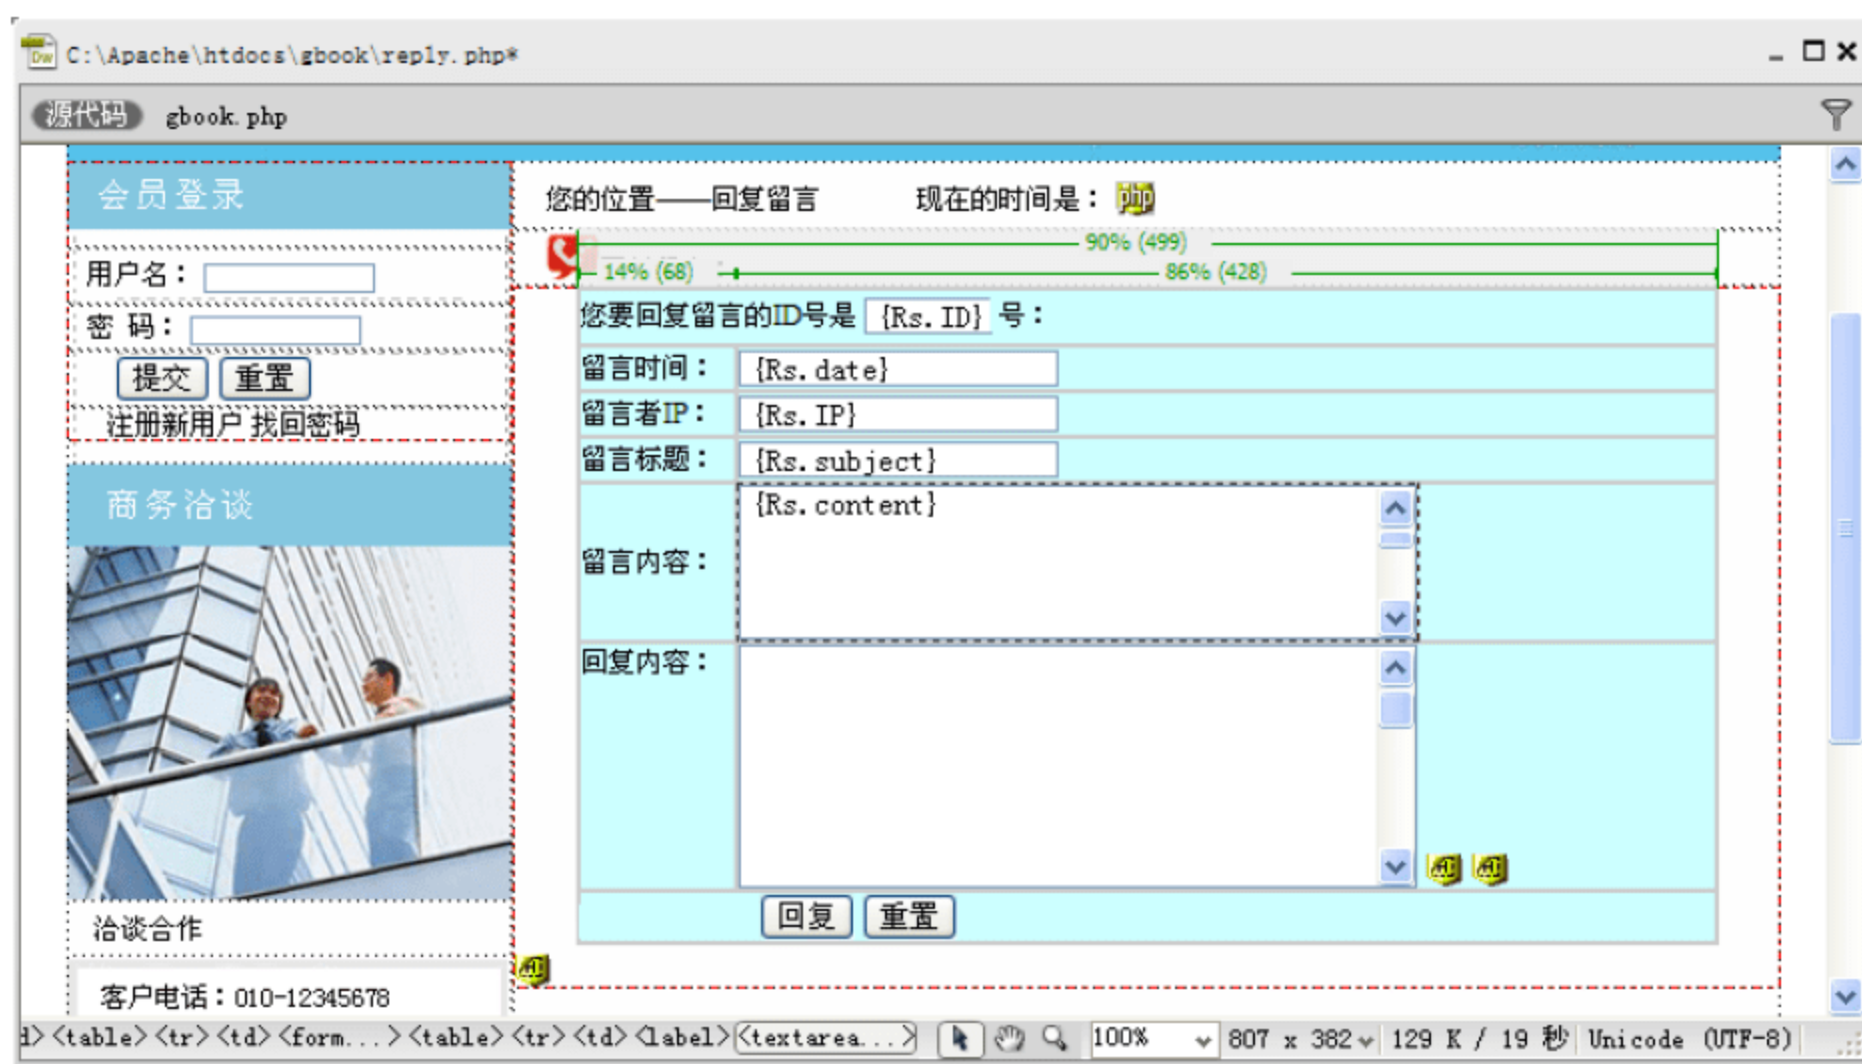 C:\Apache\htdocs\gbook\reply.php*
源代码 gbook.php
会员登录
您的位置——回复留言 现在的时间是： php
90% (499)
14% (68) 86% (428)
用户名：
密 码：
提交 重置
注册新用户 找回密码
您要回复留言的ID号是 {Rs.ID} 号：
留言时间： {Rs.date}
留言者IP： {Rs.IP}
留言标题： {Rs.subject}
留言内容： {Rs.content}
回复内容：
回复 重置
商务洽谈
洽谈合作
客户电话：010-12345678
d> <table> <tr> <td> <form...> <table> <tr> <td> <label> <textarea...> 100% 807 x 382 129 K / 19 秒 Unicode (UTF-8)